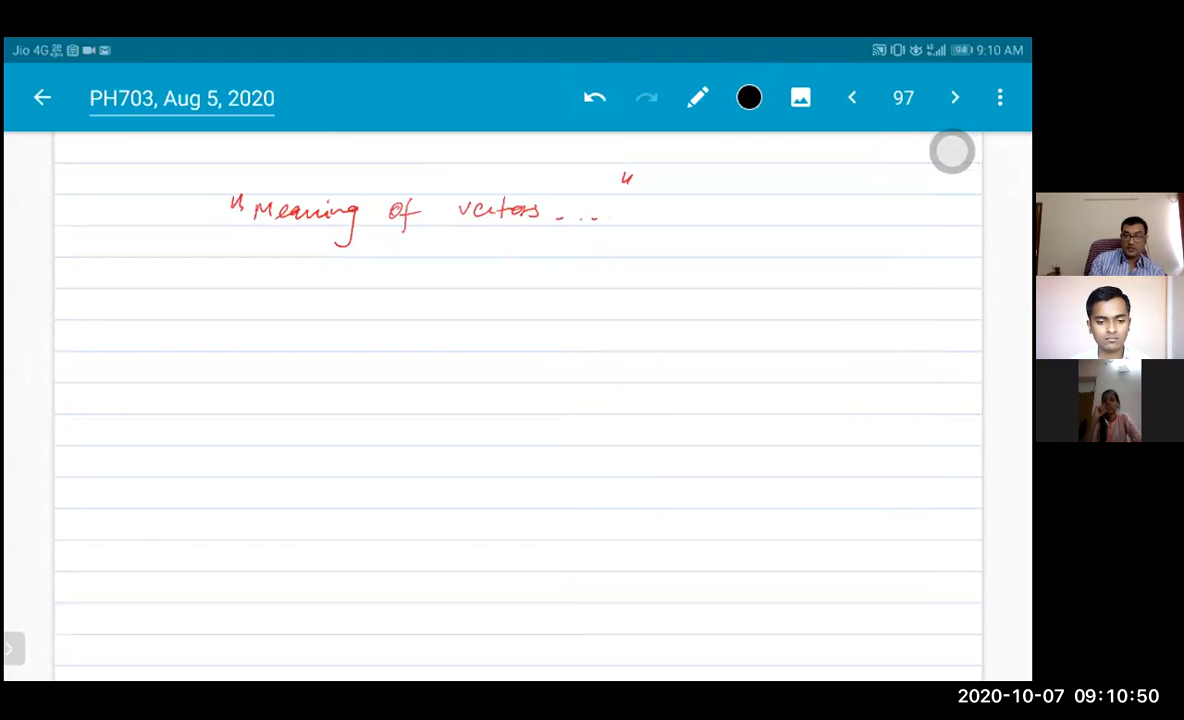 Jio 4G 9:10 AM
PH703, Aug 5, 2020 97
"Meaning of vectors - - - "
2020-10-07 09:10:50